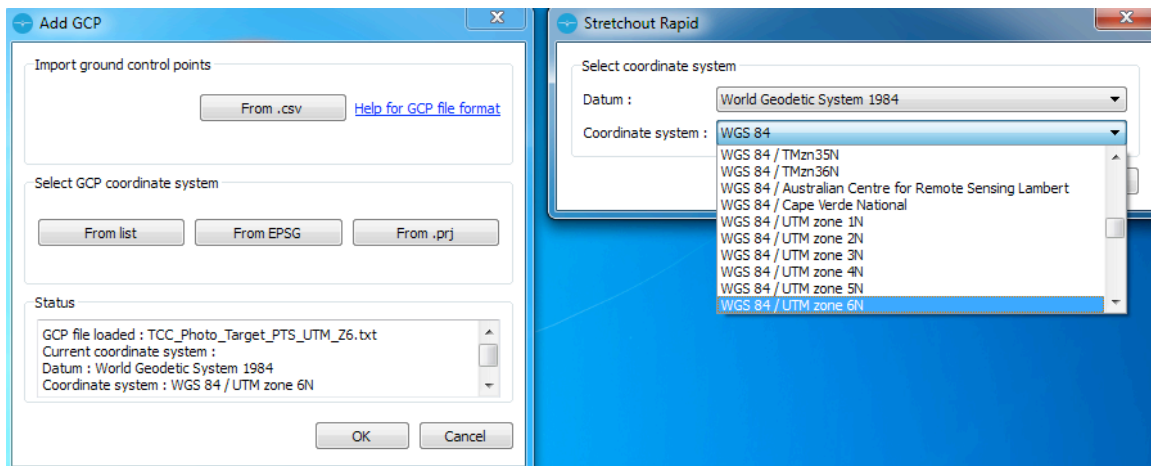 Add GCP
Import ground control points
From .csv
Help for GCP file format
Select GCP coordinate system
From list
From EPSG
From .prj
Status
GCP file loaded : TCC_Photo_Target_PTS_UTM_Z6.txt
Current coordinate system :
Datum : World Geodetic System 1984
Coordinate system : WGS 84 / UTM zone 6N
OK
Cancel
Stretchout Rapid
Select coordinate system
Datum :
World Geodetic System 1984
Coordinate system :
WGS 84
WGS 84 / TMzn35N
WGS 84 / TMzn36N
WGS 84 / Australian Centre for Remote Sensing Lambert
WGS 84 / Cape Verde National
WGS 84 / UTM zone 1N
WGS 84 / UTM zone 2N
WGS 84 / UTM zone 3N
WGS 84 / UTM zone 4N
WGS 84 / UTM zone 5N
WGS 84 / UTM zone 6N